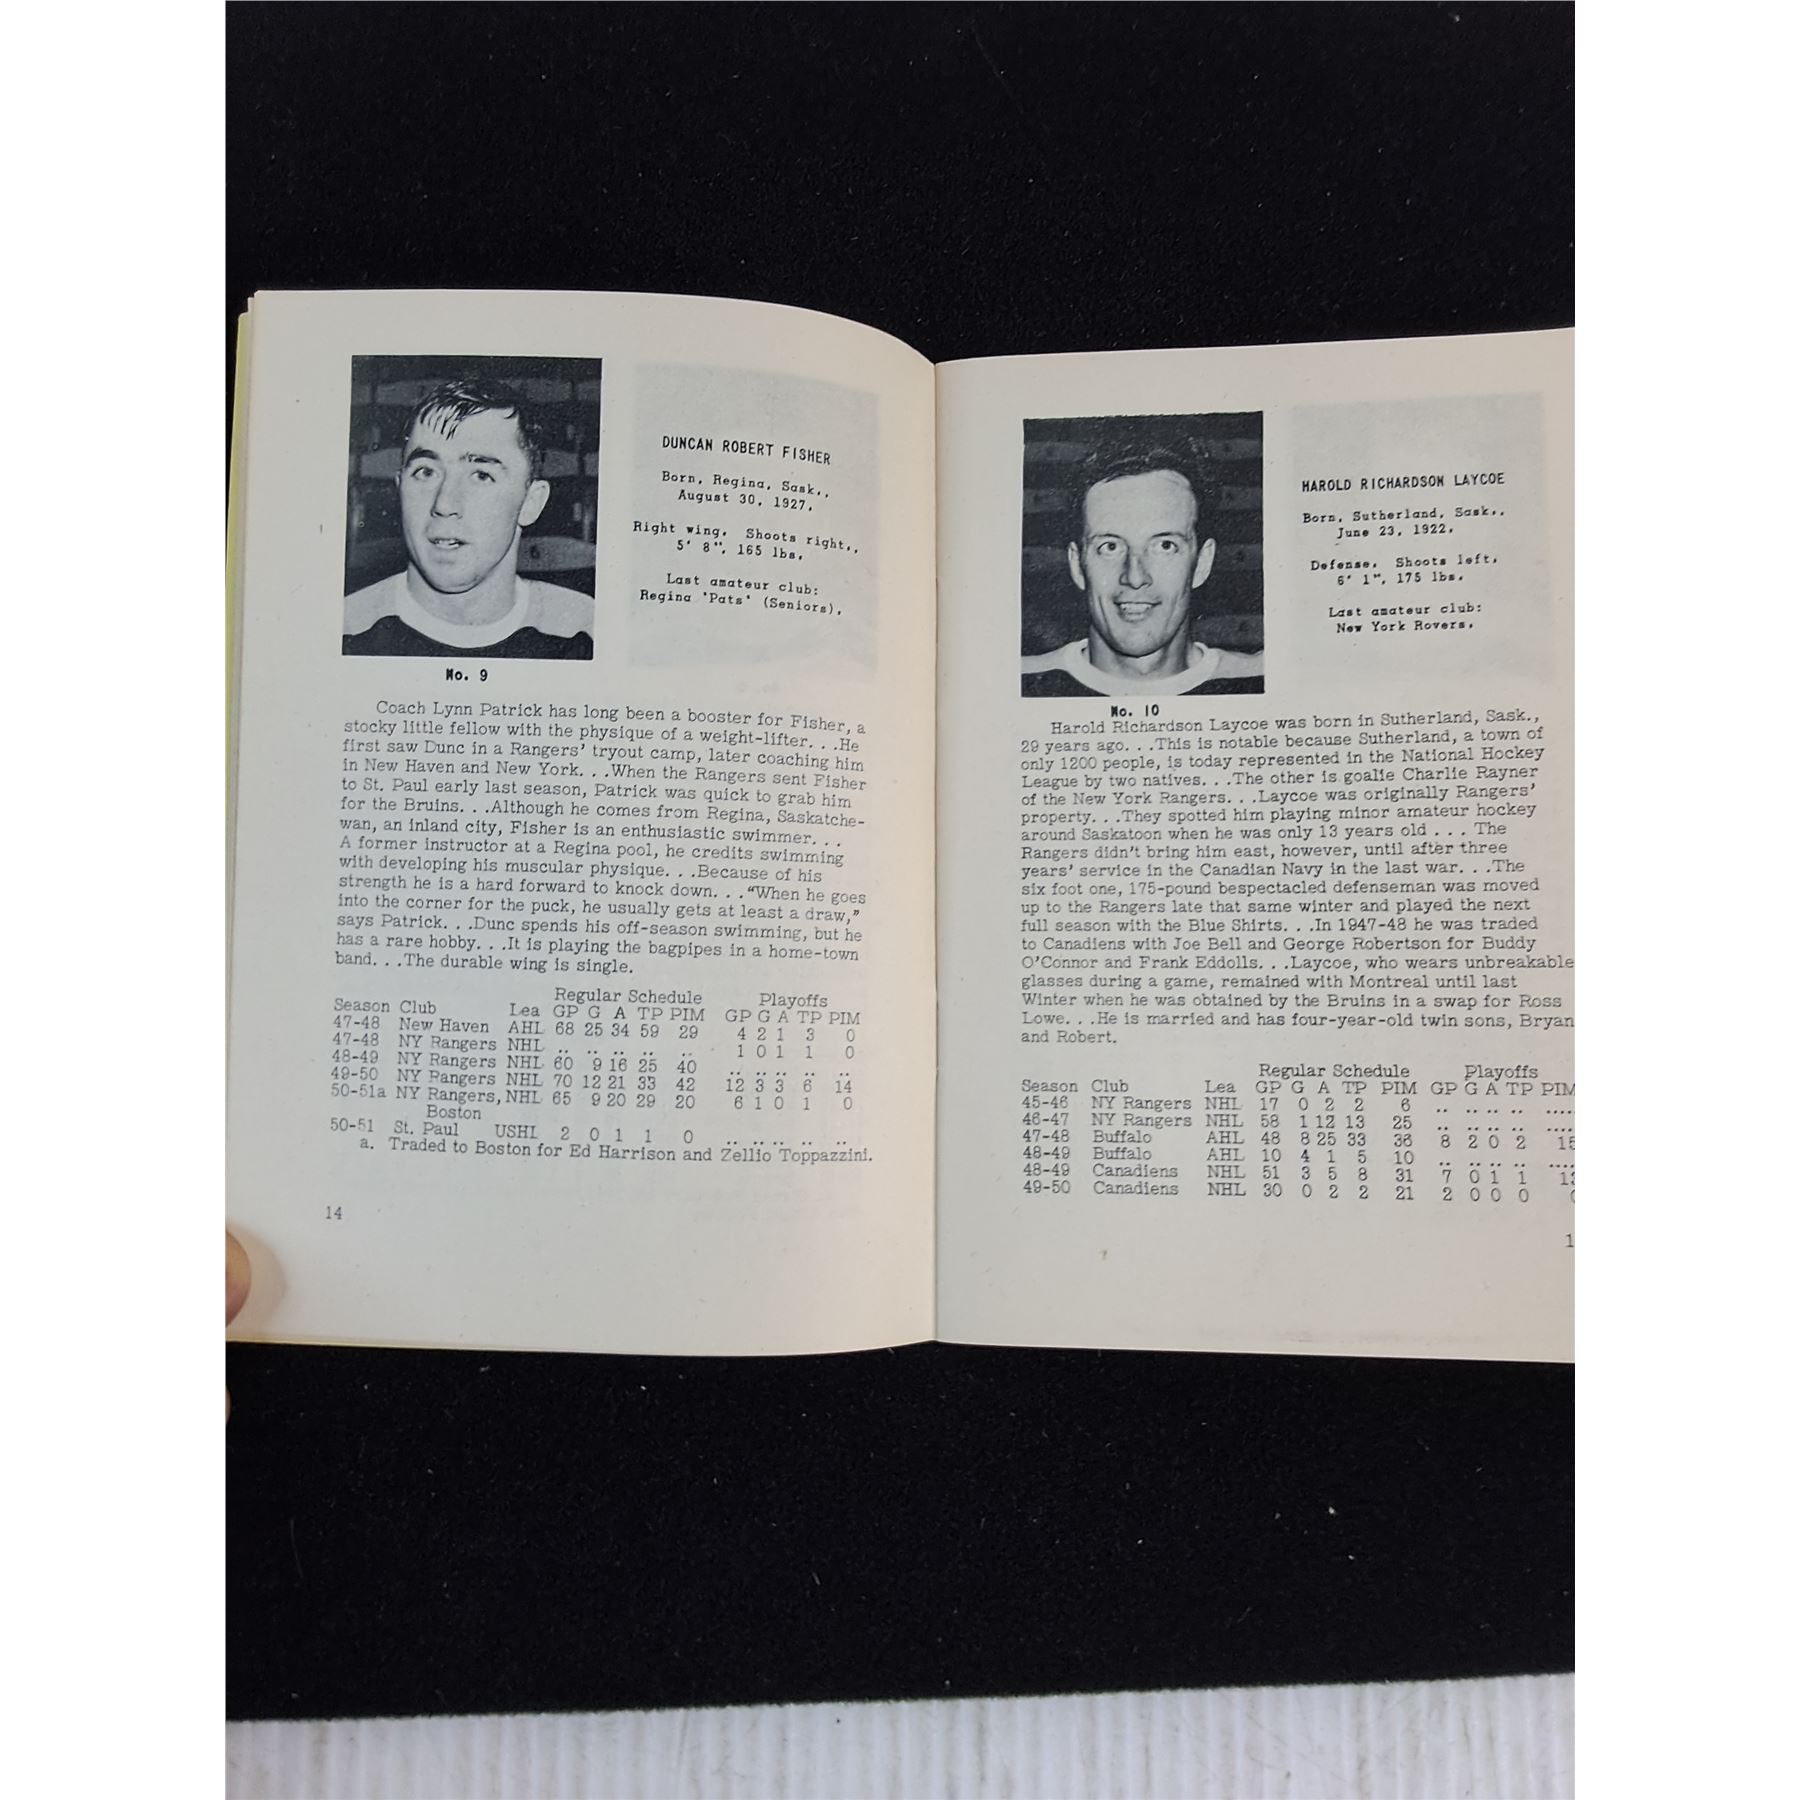 DUNCAN ROBERT FISHER
Born, Regina, Sask.,
August 30, 1927.
Right wing. Shoots right.,
5' 8", 165 lbs.
Last amateur club:
Regina 'Pats' (Seniors).
No. 9
Coach Lynn Patrick has long been a booster for Fisher, a
stocky little fellow with the physique of a weight-lifter. . .He
first saw Dunc in a Rangers' tryout camp, later coaching him
in New Haven and New York. . .When the Rangers sent Fisher
to St. Paul early last season, Patrick was quick to grab him
for the Bruins. . .Although he comes from Regina, Saskatche-
wan, an inland city, Fisher is an enthusiastic swimmer. . .
A former instructor at a Regina pool, he credits swimming
with developing his muscular physique. . .Because of his
strength he is a hard forward to knock down. . ."When he goes
into the corner for the puck, he usually gets at least a draw,"
says Patrick. . .Dunc spends his off-season swimming, but he
has a rare hobby. . .It is playing the bagpipes in a home-town
band. . .The durable wing is single.
Regular Schedule Playoffs
Season Club Lea GP G A TP PIM GP G A TP PIM
47-48 New Haven AHL 68 25 34 59 29 4 2 1 3 0
47-48 NY Rangers NHL .. .. .. .. .. 1 0 1 1 0
48-49 NY Rangers NHL 60 9 16 25 40 .. .. .. .. ..
49-50 NY Rangers NHL 70 12 21 33 42 12 3 3 6 14
50-51a NY Rangers, NHL 65 9 20 29 20 6 1 0 1 0
Boston
50-51 St. Paul USHL 2 0 1 1 0 .. .. .. .. ..
a. Traded to Boston for Ed Harrison and Zellio Toppazzini.
14
HAROLD RICHARDSON LAYCOE
Born, Sutherland, Sask.,
June 23, 1922.
Defense. Shoots left.
6' 1", 175 lbs.
Last amateur club:
New York Rovers.
No. 10
Harold Richardson Laycoe was born in Sutherland, Sask.,
29 years ago. . .This is notable because Sutherland, a town of
only 1200 people, is today represented in the National Hockey
League by two natives. . .The other is goalie Charlie Rayner
of the New York Rangers. . .Laycoe was originally Rangers'
property. . .They spotted him playing minor amateur hockey
around Saskatoon when he was only 13 years old . . . The
Rangers didn't bring him east, however, until after three
years' service in the Canadian Navy in the last war. . .The
six foot one, 175-pound bespectacled defenseman was moved
up to the Rangers late that same winter and played the next
full season with the Blue Shirts. . .In 1947-48 he was traded
to Canadiens with Joe Bell and George Robertson for Buddy
O'Connor and Frank Eddolls. . .Laycoe, who wears unbreakable
glasses during a game, remained with Montreal until last
Winter when he was obtained by the Bruins in a swap for Ross
Lowe. . .He is married and has four-year-old twin sons, Bryan
and Robert.
Regular Schedule Playoffs
Season Club Lea GP G A TP PIM GP G A TP PIM
45-46 NY Rangers NHL 17 0 2 2 6 .. .. .. .. .....
46-47 NY Rangers NHL 58 1 12 13 25 .. .. .. .. .....
47-48 Buffalo AHL 48 8 25 33 36 8 2 0 2 15
48-49 Buffalo AHL 10 4 1 5 10 .. .. .. .. ....
48-49 Canadiens NHL 51 3 5 8 31 7 0 1 1 13
49-50 Canadiens NHL 30 0 2 2 21 2 0 0 0